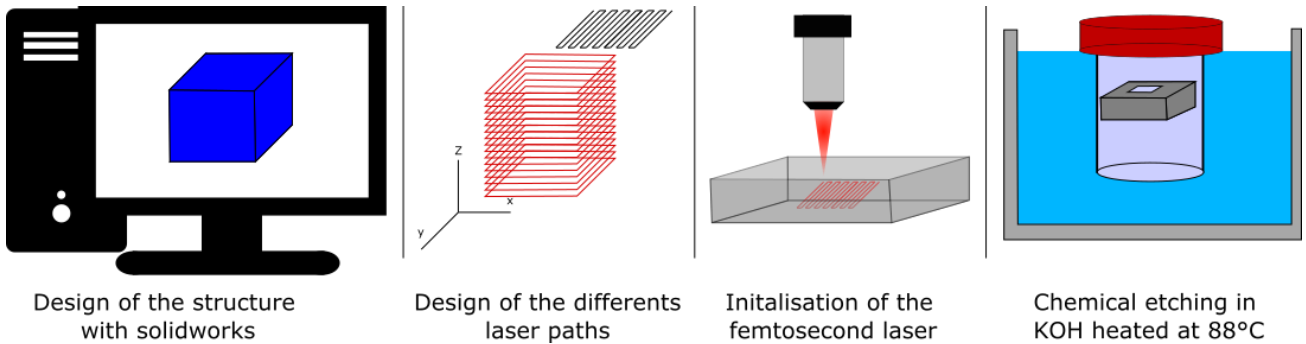 Z
x
y
Design of the structure
with solidworks
Design of the differents
laser paths
Initalisation of the
femtosecond laser
Chemical etching in
KOH heated at 88°C